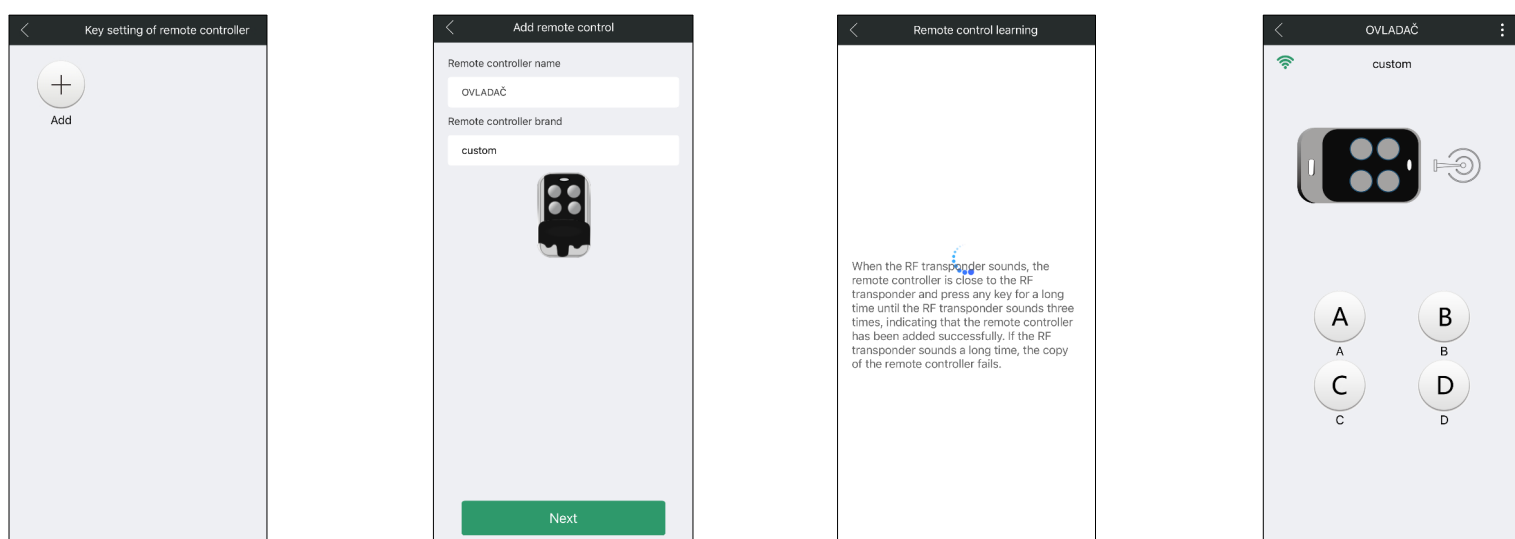 Key setting of remote controller
Add
Add remote control
Remote controller name
OVLADAČ
Remote controller brand
custom
Next
Remote control learning
When the RF transponder sounds, the
remote controller is close to the RF
transponder and press any key for a long
time until the RF transponder sounds three
times, indicating that the remote controller
has been added successfully. If the RF
transponder sounds a long time, the copy
of the remote controller fails.
OVLADAČ
custom
A B
A B
C D
C D